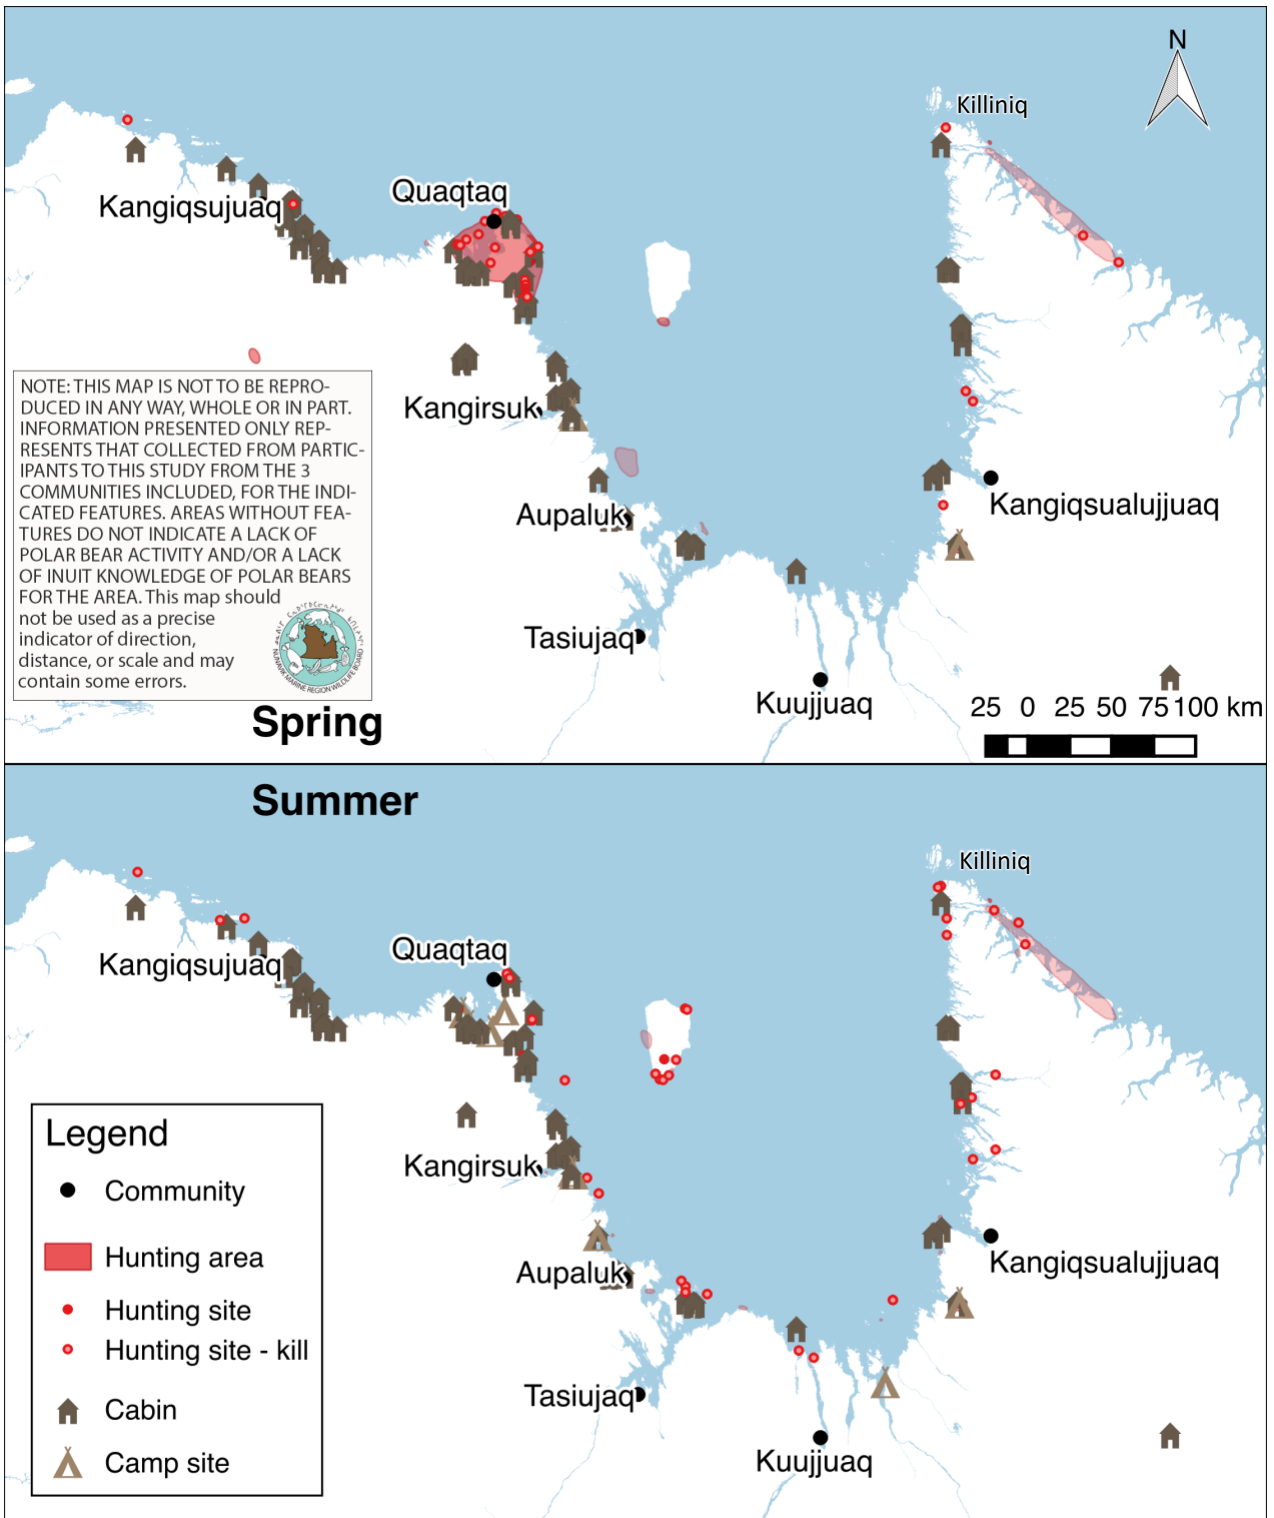 N
Killiniq
Quaqtaq
Kangiqsujuaq
NOTE: THIS MAP IS NOT TO BE REPRO-
DUCED IN ANY WAY, WHOLE OR IN PART.
INFORMATION PRESENTED ONLY REP-
RESENTS THAT COLLECTED FROM PARTIC-
IPANTS TO THIS STUDY FROM THE 3
COMMUNITIES INCLUDED, FOR THE INDI-
CATED FEATURES. AREAS WITHOUT FEA-
TURES DO NOT INDICATE A LACK OF
POLAR BEAR ACTIVITY AND/OR A LACK
OF INUIT KNOWLEDGE OF POLAR BEARS
FOR THE AREA. This map should
not be used as a precise
indicator of direction,
distance, or scale and may
contain some errors.
NUNAVIK MARINE REGION WILDLIFE BOARD
Kangirsuk
Aupaluk
Kangiqsualujjuaq
Tasiujaq
Kuujjuaq
25 0 25 50 75 100 km
Spring
Summer
Killiniq
Quaqtaq
Kangiqsujuaq
Kangirsuk
Aupaluk
Kangiqsualujjuaq
Tasiujaq
Kuujjuaq
Legend
Community
Hunting area
Hunting site
Hunting site - kill
Cabin
Camp site